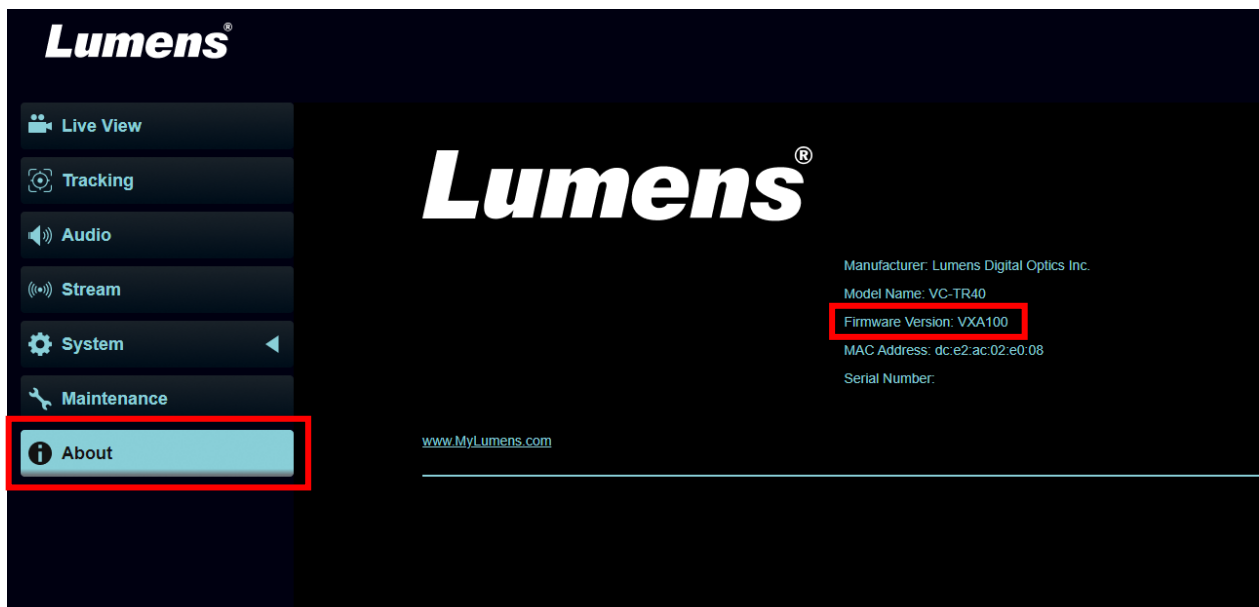 Lumens®
Live View
Tracking
Audio
Stream
System
Maintenance
About
Lumens®
Manufacturer: Lumens Digital Optics Inc.
Model Name: VC-TR40
Firmware Version: VXA100
MAC Address: dc:e2:ac:02:e0:08
Serial Number:
www.MyLumens.com